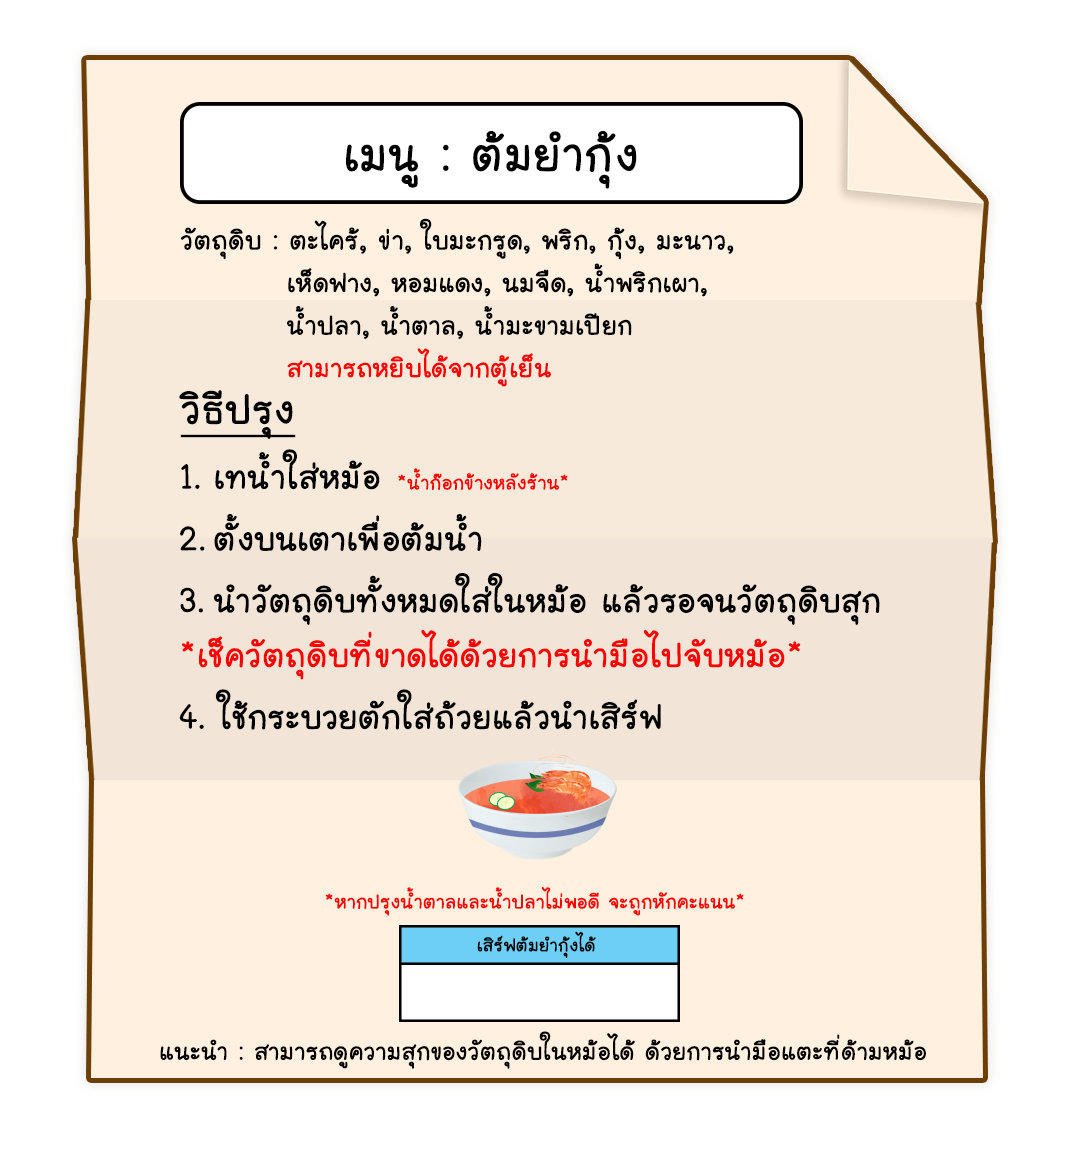 เมนู : ต้มยำกุ้ง
วัตถุดิบ : ตะไคร้, ข่า, ใบมะกรูด, พริก, กุ้ง, มะนาว,
เห็ดฟาง, หอมแดง, นมจืด, น้ำพริกเผา,
น้ำปลา, น้ำตาล, น้ำมะขามเปียก
สามารถหยิบได้จากตู้เย็น
วิธีปรุง
1. เทน้ำใส่หม้อ *น้ำก๊อกข้างหลังร้าน*
2. ตั้งบนเตาเพื่อต้มน้ำ
3. นำวัตถุดิบทั้งหมดใส่ในหม้อ แล้วรอจนวัตถุดิบสุก
*เช็ควัตถุดิบที่ขาดได้ด้วยการนำมือไปจับหม้อ*
4. ใช้กระบวยตักใส่ถ้วยแล้วนำเสิร์ฟ
*หากปรุงน้ำตาลและน้ำปลาไม่พอดี จะถูกหักคะแนน*
เสิร์ฟต้มยำกุ้งได้
แนะนำ : สามารถดูความสุกของวัตถุดิบในหม้อได้ ด้วยการนำมือแตะที่ด้ามหม้อ